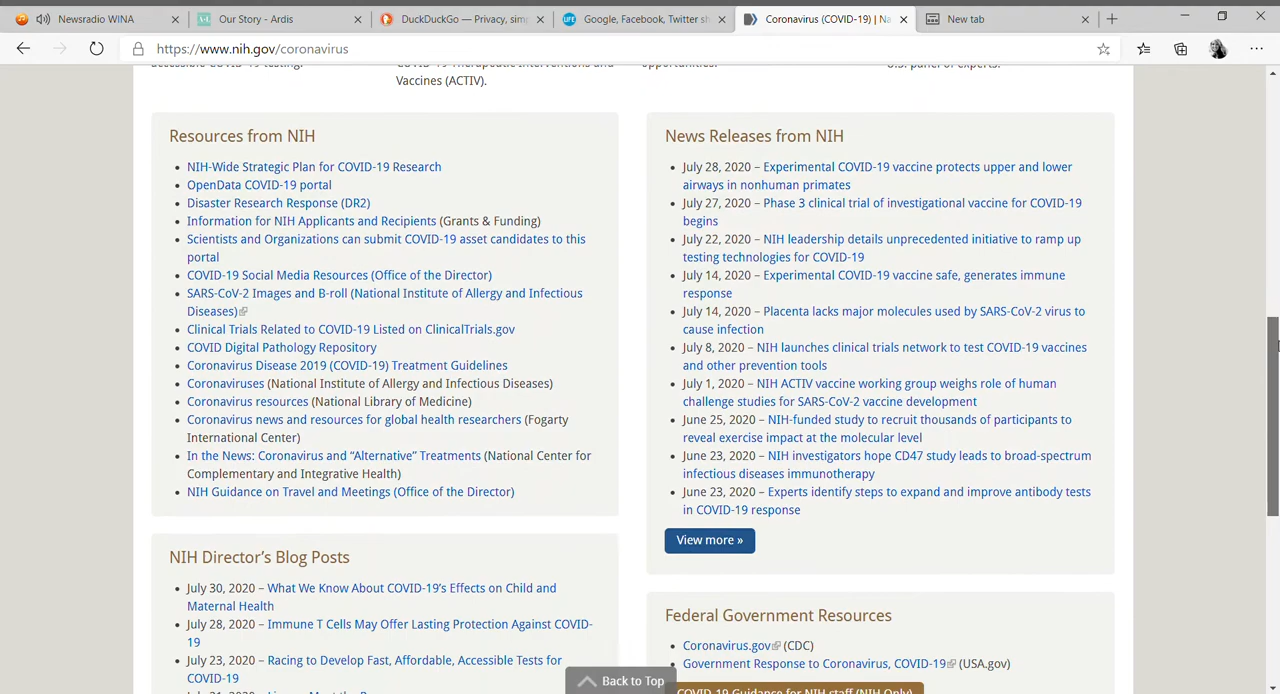 Newsradio WINA
Our Story - Ardis
DuckDuckGo — Privacy, sim
Google, Facebook, Twitter sh
Coronavirus (COVID-19) | Na
New tab
https://www.nih.gov/coronavirus
Vaccines (ACTIV).
U.S. panel of experts.
Resources from NIH
NIH-Wide Strategic Plan for COVID-19 Research
OpenData COVID-19 portal
Disaster Research Response (DR2)
Information for NIH Applicants and Recipients (Grants & Funding)
Scientists and Organizations can submit COVID-19 asset candidates to this
portal
COVID-19 Social Media Resources (Office of the Director)
SARS-CoV-2 Images and B-roll (National Institute of Allergy and Infectious
Diseases)
Clinical Trials Related to COVID-19 Listed on ClinicalTrials.gov
COVID Digital Pathology Repository
Coronavirus Disease 2019 (COVID-19) Treatment Guidelines
Coronaviruses (National Institute of Allergy and Infectious Diseases)
Coronavirus resources (National Library of Medicine)
Coronavirus news and resources for global health researchers (Fogarty
International Center)
In the News: Coronavirus and “Alternative” Treatments (National Center for
Complementary and Integrative Health)
NIH Guidance on Travel and Meetings (Office of the Director)
News Releases from NIH
July 28, 2020 – Experimental COVID-19 vaccine protects upper and lower
airways in nonhuman primates
July 27, 2020 – Phase 3 clinical trial of investigational vaccine for COVID-19
begins
July 22, 2020 – NIH leadership details unprecedented initiative to ramp up
testing technologies for COVID-19
July 14, 2020 – Experimental COVID-19 vaccine safe, generates immune
response
July 14, 2020 – Placenta lacks major molecules used by SARS-CoV-2 virus to
cause infection
July 8, 2020 – NIH launches clinical trials network to test COVID-19 vaccines
and other prevention tools
July 1, 2020 – NIH ACTIV vaccine working group weighs role of human
challenge studies for SARS-CoV-2 vaccine development
June 25, 2020 – NIH-funded study to recruit thousands of participants to
reveal exercise impact at the molecular level
June 23, 2020 – NIH investigators hope CD47 study leads to broad-spectrum
infectious diseases immunotherapy
June 23, 2020 – Experts identify steps to expand and improve antibody tests
in COVID-19 response
View more »
NIH Director’s Blog Posts
July 30, 2020 – What We Know About COVID-19’s Effects on Child and
Maternal Health
July 28, 2020 – Immune T Cells May Offer Lasting Protection Against COVID-
19
July 23, 2020 – Racing to Develop Fast, Affordable, Accessible Tests for
COVID-19
Federal Government Resources
Coronavirus.gov (CDC)
Government Response to Coronavirus, COVID-19 (USA.gov)
COVID-19 Guidance for NIH staff (NIH Only)
Back to Top